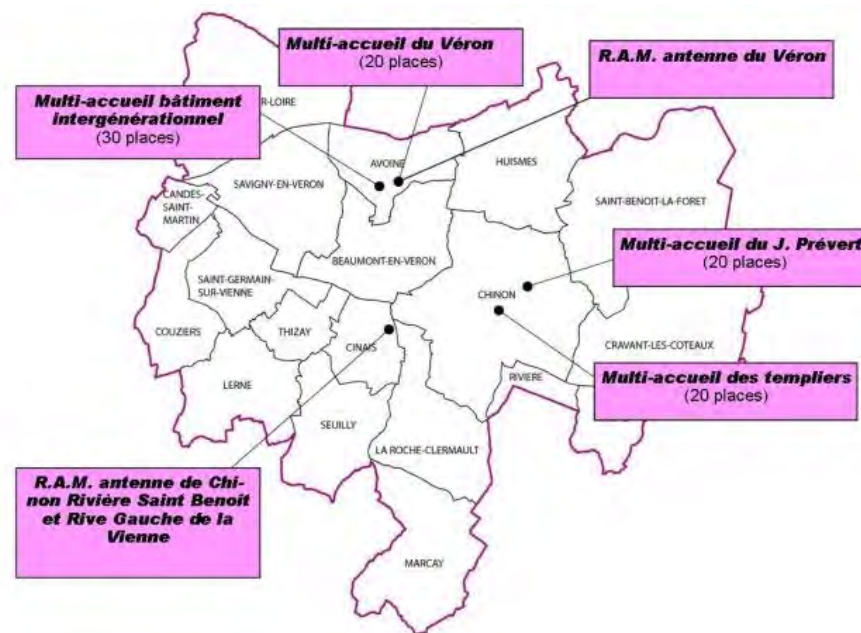 Multi-accueil du Véron
(20 places)
R.A.M. antenne du Véron
Multi-accueil bâtiment
intergénérationnel
(30 places)
R-LOIRE
AVOINE
HUISMES
SAVIGNY-EN-VERON
CANDES-
SAINT-
MARTIN
SAINT-BENOIT-LA-FORET
BEAUMONT-EN-VERON
Multi-accueil du J. Prévert
(20 places)
SAINT-GERMAIN-
SUR-VIENNE
CHINON
COUZIERS
THIZAY
CINAIS
CRAVANT-LES-COTEAUX
LERNE
RIVIERE
Multi-accueil des templiers
(20 places)
SEUILLY
LA ROCHE-CLERMAULT
R.A.M. antenne de Chi-
non Rivière Saint Benoît
et Rive Gauche de la
Vienne
MARCAY